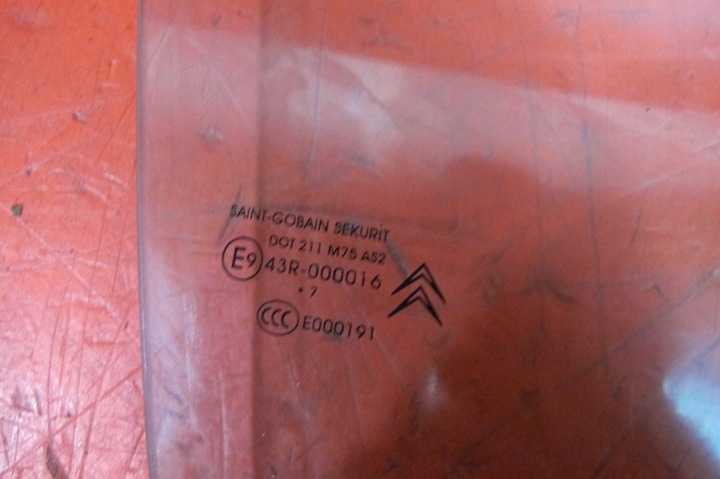 SAINT-GOBAIN SEKURIT
DOT 211 M75 AS2
E9 43R-000016
• 7
CCC E000191